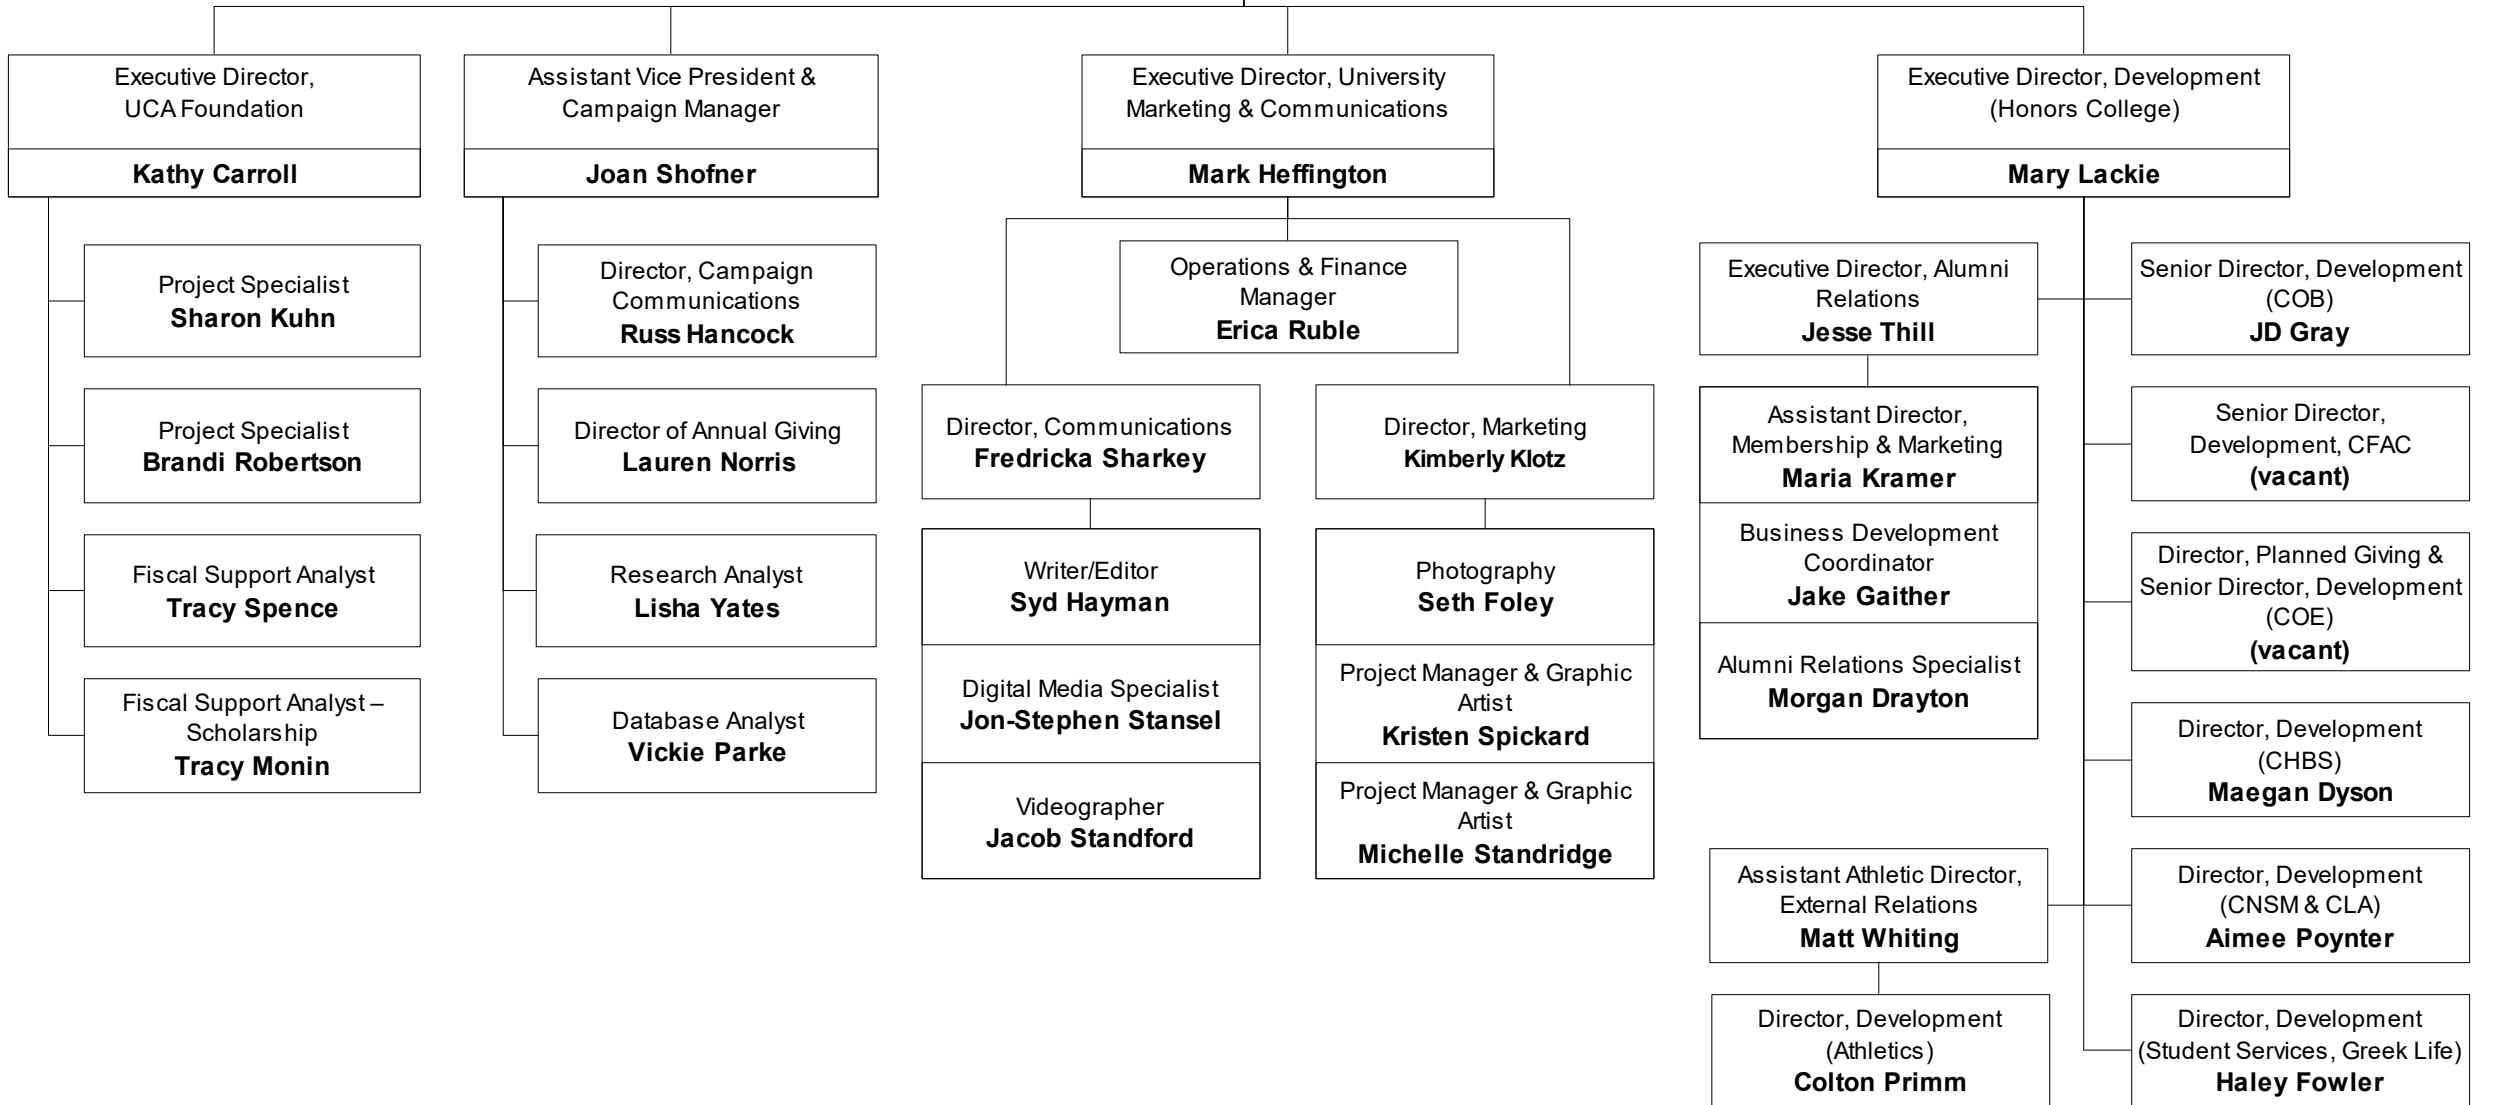 Executive Director,
UCA Foundation
Kathy Carroll
Project Specialist
Sharon Kuhn
Project Specialist
Brandi Robertson
Fiscal Support Analyst
Tracy Spence
Fiscal Support Analyst –
Scholarship
Tracy Monin
Assistant Vice President &
Campaign Manager
Joan Shofner
Director, Campaign
Communications
Russ Hancock
Director of Annual Giving
Lauren Norris
Research Analyst
Lisha Yates
Database Analyst
Vickie Parke
Executive Director, University
Marketing & Communications
Mark Heffington
Operations & Finance
Manager
Erica Ruble
Director, Communications
Fredricka Sharkey
Writer/Editor
Syd Hayman
Digital Media Specialist
Jon-Stephen Stansel
Videographer
Jacob Standford
Director, Marketing
Kimberly Klotz
Photography
Seth Foley
Project Manager & Graphic
Artist
Kristen Spickard
Project Manager & Graphic
Artist
Michelle Standridge
Executive Director, Development
(Honors College)
Mary Lackie
Executive Director, Alumni
Relations
Jesse Thill
Assistant Director,
Membership & Marketing
Maria Kramer
Business Development
Coordinator
Jake Gaither
Alumni Relations Specialist
Morgan Drayton
Assistant Athletic Director,
External Relations
Matt Whiting
Director, Development
(Athletics)
Colton Primm
Senior Director, Development
(COB)
JD Gray
Senior Director,
Development, CFAC
(vacant)
Director, Planned Giving &
Senior Director, Development
(COE)
(vacant)
Director, Development
(CHBS)
Maegan Dyson
Director, Development
(CNSM & CLA)
Aimee Poynter
Director, Development
(Student Services, Greek Life)
Haley Fowler